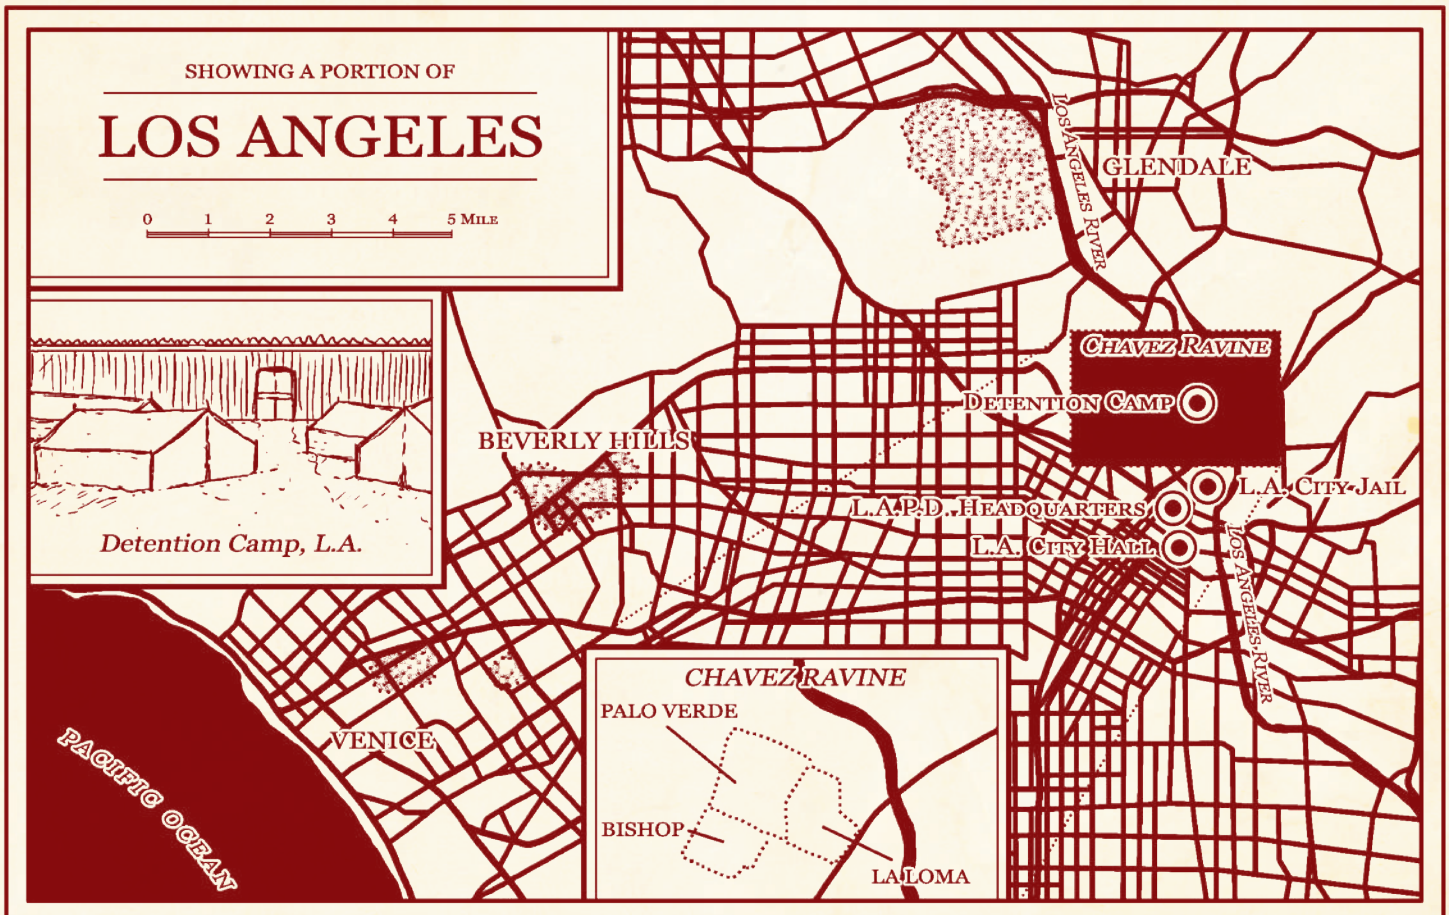 SHOWING A PORTION OF
LOS ANGELES
0 1 2 3 4 5 MILE
LOS ANGELES RIVER
GLENDALE
CHAVEZ RAVINE
DETENTION CAMP
BEVERLY HILLS
L.A. CITY JAIL
L.A.P.D. HEADQUARTERS
L.A. CITY HALL
LOS ANGELES RIVER
Detention Camp, L.A.
VENICE
PACIFIC OCEAN
CHAVEZ RAVINE
PALO VERDE
BISHOP
LA LOMA